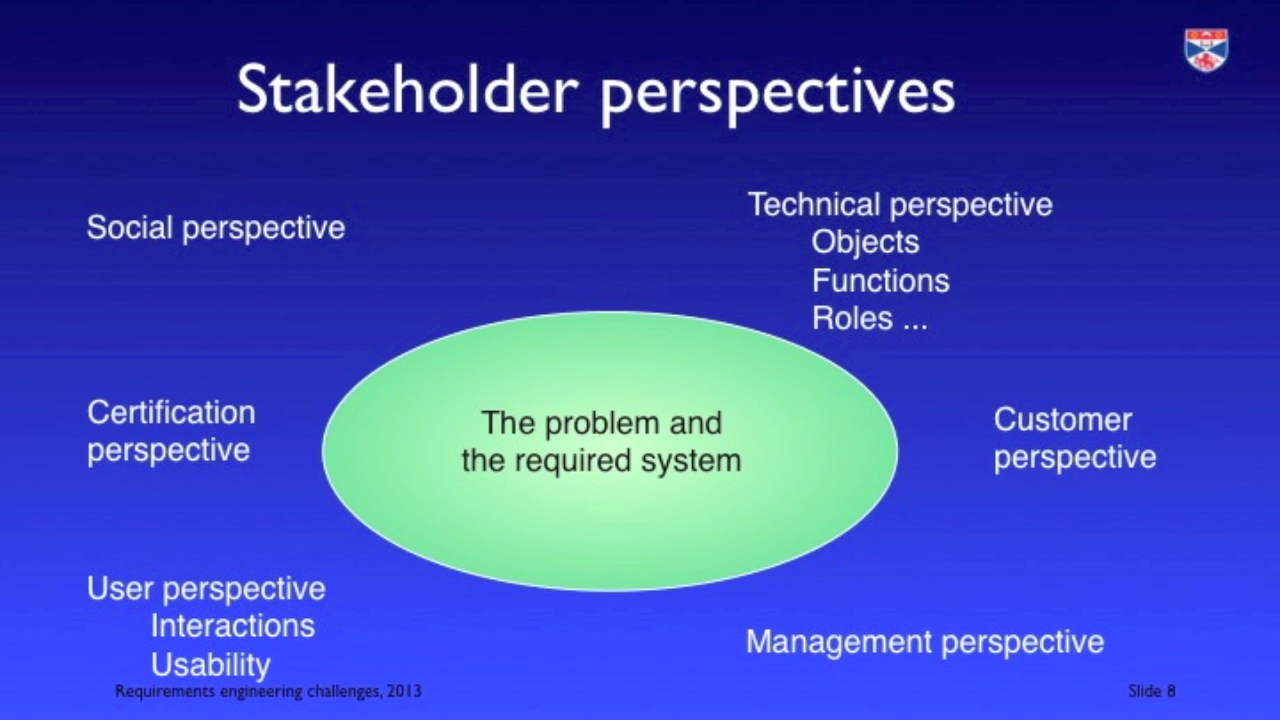 Stakeholder perspectives
Social perspective
Technical perspective
Objects
Functions
Roles ...
Certification
perspective
The problem and
the required system
Customer
perspective
User perspective
Interactions
Usability
Management perspective
Requirements engineering challenges, 2013
Slide 8